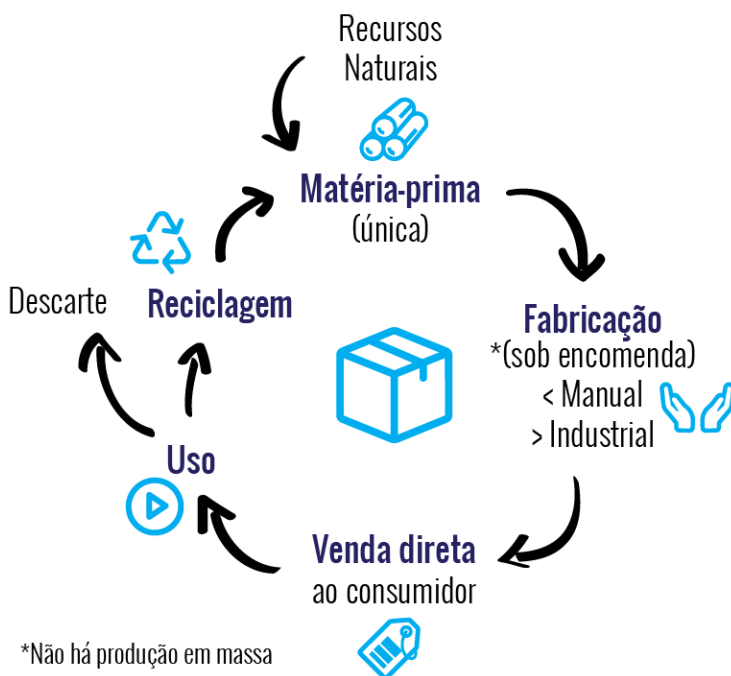 Recursos
Naturais
Matéria-prima
(única)
Fabricação
*(sob encomenda)
< Manual
> Industrial
Venda direta
ao consumidor
Uso
Descarte
Reciclagem
*Não há produção em massa